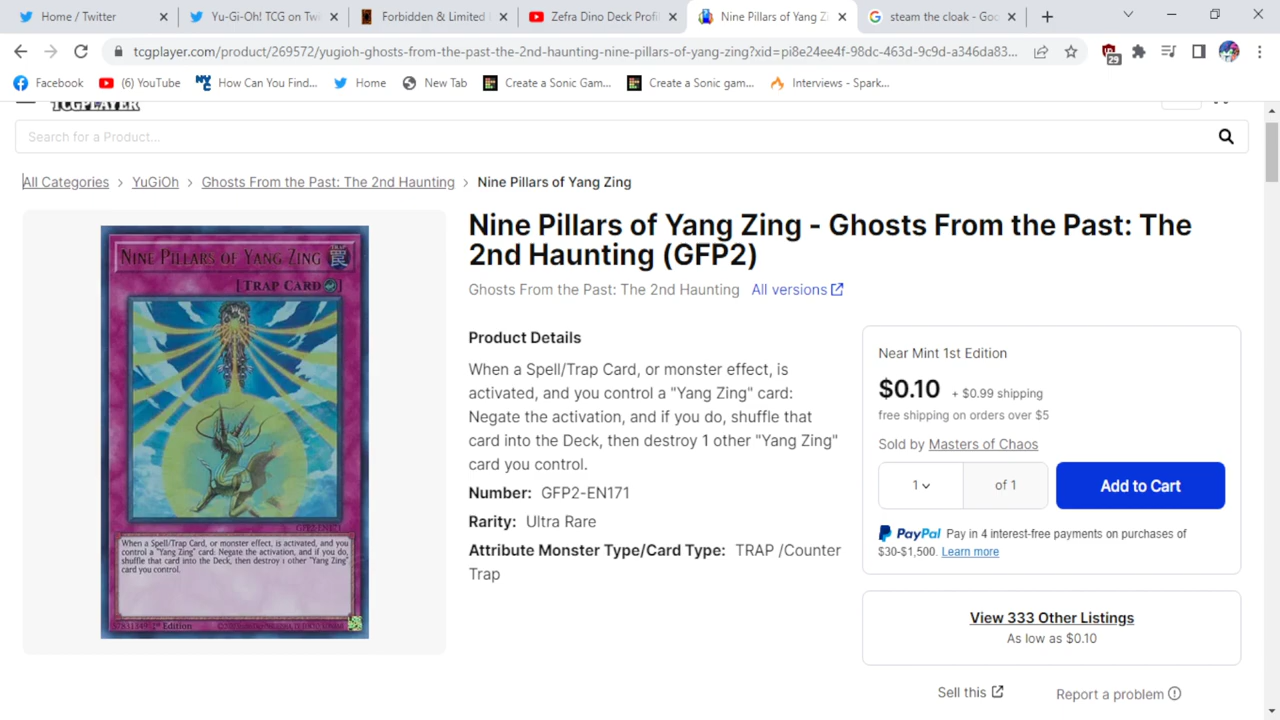 Home / Twitter
Yu-Gi-Oh! TCG on Twi
Forbidden & Limited
Zefra Dino Deck Profil
Nine Pillars of Yang Zi
steam the cloak - Goo
tcgplayer.com/product/269572/yugioh-ghosts-from-the-past-the-2nd-haunting-nine-pillars-of-yang-zing?xid=pi8e24ee4f-98dc-463d-9c9d-a346da83...
29
Facebook
(6) YouTube
How Can You Find...
Home
New Tab
Create a Sonic Gam...
Create a Sonic gam...
Interviews - Spark...
TCGPLAYER
Search for a Product...
All Categories > YuGiOh > Ghosts From the Past: The 2nd Haunting > Nine Pillars of Yang Zing
Nine Pillars of Yang Zing - Ghosts From the Past: The
2nd Haunting (GFP2)
Ghosts From the Past: The 2nd Haunting All versions
Product Details
When a Spell/Trap Card, or monster effect, is
activated, and you control a "Yang Zing" card:
Negate the activation, and if you do, shuffle that
card into the Deck, then destroy 1 other "Yang Zing"
card you control.
Number: GFP2-EN171
Rarity: Ultra Rare
Attribute Monster Type/Card Type: TRAP /Counter
Trap
Near Mint 1st Edition
$0.10 + $0.99 shipping
free shipping on orders over $5
Sold by Masters of Chaos
1 of 1
Add to Cart
PayPal Pay in 4 interest-free payments on purchases of
$30-$1,500. Learn more
View 333 Other Listings
As low as $0.10
Sell this
Report a problem
NINE PILLARS OF YANG ZING
TRAP
[TRAP CARD]
GFP2-EN171
When a Spell/Trap Card, or monster effect, is activated, and you
control a "Yang Zing" card: Negate the activation, and if you do,
shuffle that card into the Deck, then destroy 1 other "Yang Zing"
card you control.
1st Edition